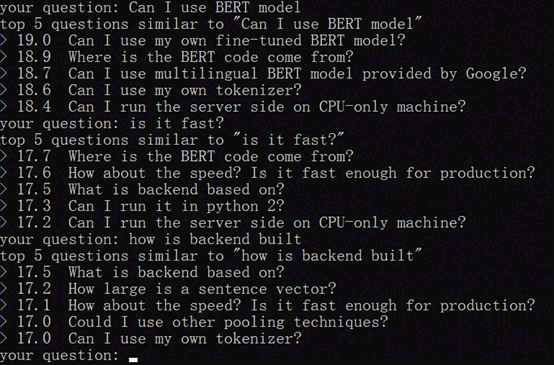 your question: Can I use BERT model
top 5 questions similar to "Can I use BERT model"
> 19.0 Can I use my own fine-tuned BERT model?
> 18.9 Where is the BERT code come from?
> 18.7 Can I use multilingual BERT model provided by Google?
> 18.6 Can I use my own tokenizer?
> 18.4 Can I run the server side on CPU-only machine?
your question: is it fast?
top 5 questions similar to "is it fast?"
> 17.7 Where is the BERT code come from?
> 17.6 How about the speed? Is it fast enough for production?
> 17.5 What is backend based on?
> 17.3 Can I run it in python 2?
> 17.2 Can I run the server side on CPU-only machine?
your question: how is backend built
top 5 questions similar to "how is backend built"
> 17.5 What is backend based on?
> 17.2 How large is a sentence vector?
> 17.1 How about the speed? Is it fast enough for production?
> 17.0 Could I use other pooling techniques?
> 17.0 Can I use my own tokenizer?
your question: